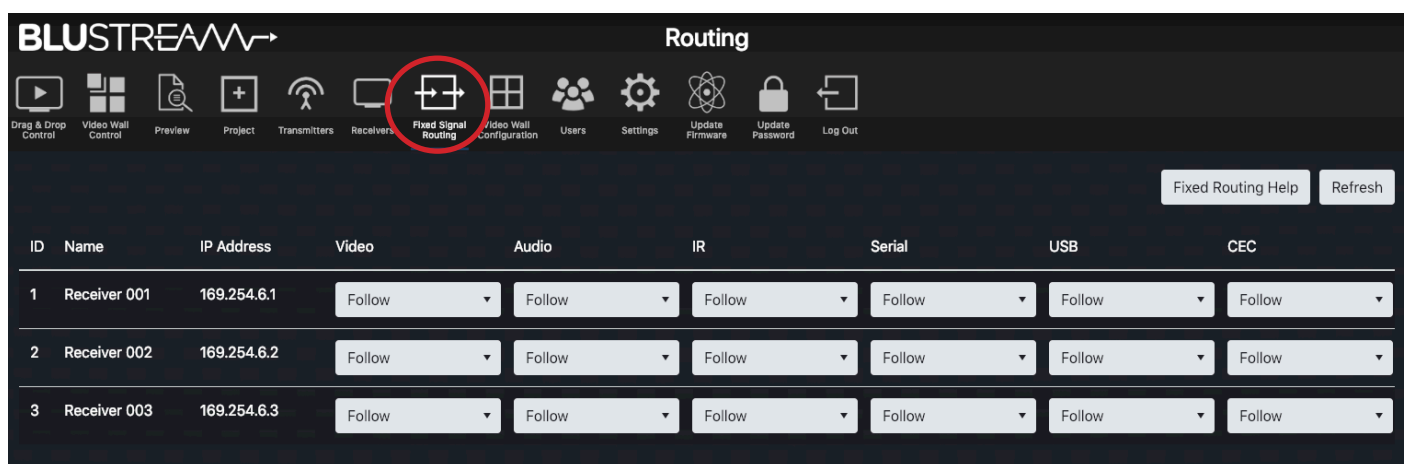 BLUSTREAM
Routing
Drag & Drop Control
Video Wall Control
Preview
Project
Transmitters
Receivers
Fixed Signal Routing
Video Wall Configuration
Users
Settings
Update Firmware
Update Password
Log Out
Fixed Routing Help Refresh
ID Name IP Address Video Audio IR Serial USB CEC
1 Receiver 001 169.254.6.1 Follow Follow Follow Follow Follow Follow
2 Receiver 002 169.254.6.2 Follow Follow Follow Follow Follow Follow
3 Receiver 003 169.254.6.3 Follow Follow Follow Follow Follow Follow